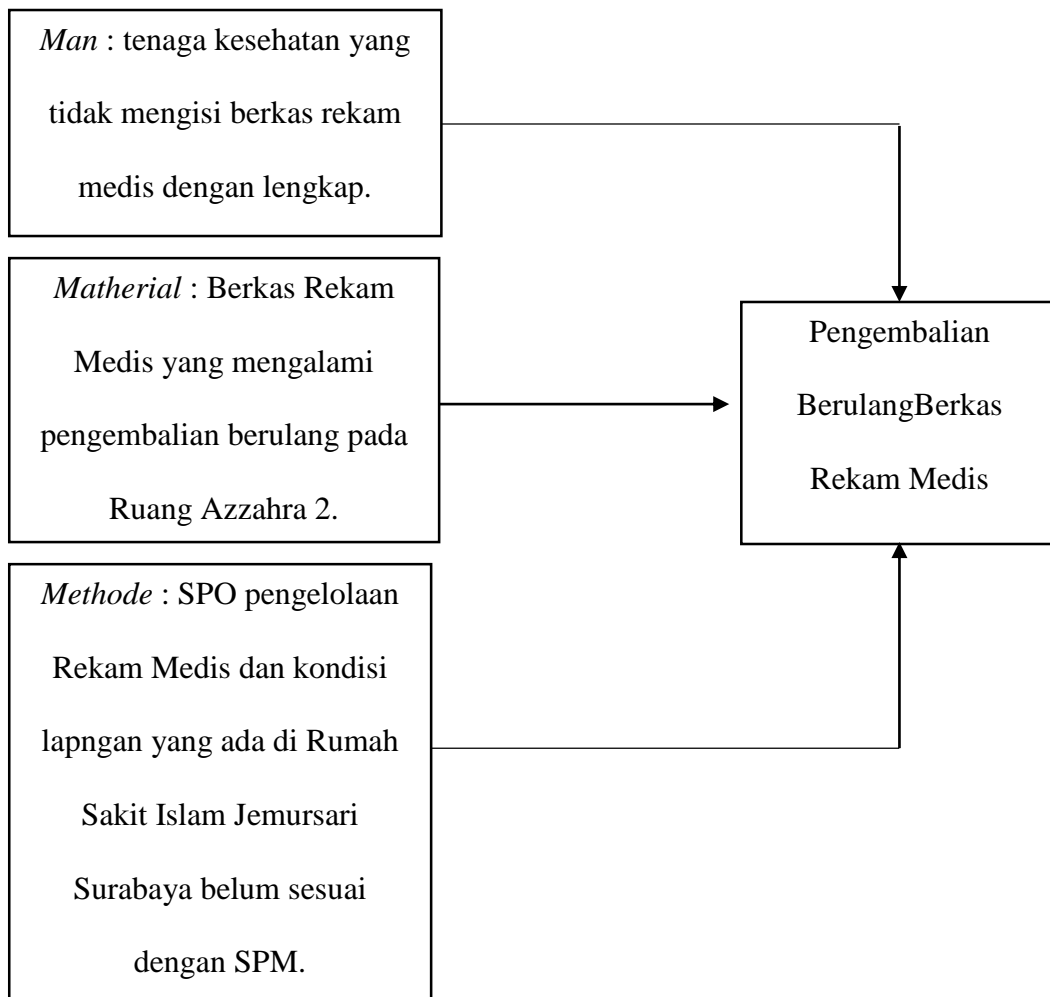 Man : tenaga kesehatan yang
tidak mengisi berkas rekam
medis dengan lengkap.
Matherial : Berkas Rekam
Medis yang mengalami
pengembalian berulang pada
Ruang Azzahra 2.
Methode : SPO pengelolaan
Rekam Medis dan kondisi
lapngan yang ada di Rumah
Sakit Islam Jemursari
Surabaya belum sesuai
dengan SPM.
Pengembalian
BerulangBerkas
Rekam Medis